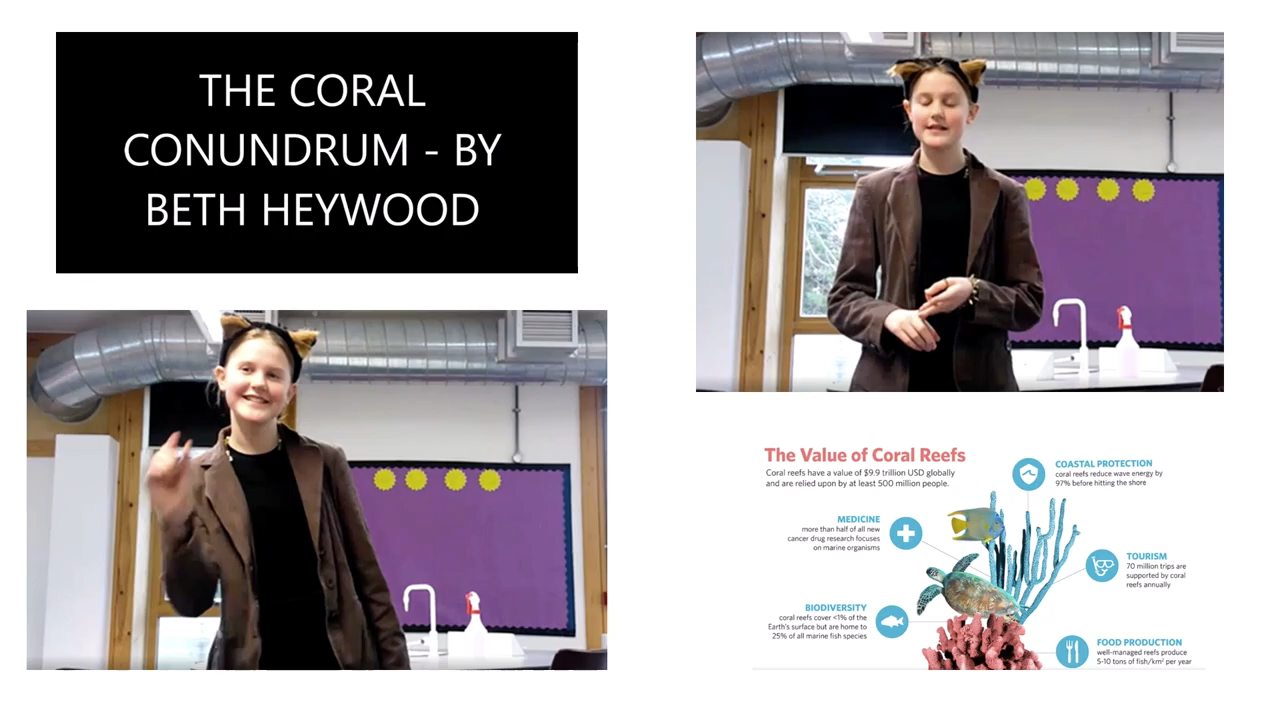 THE CORAL
CONUNDRUM - BY
BETH HEYWOOD
The Value of Coral Reefs
Coral reefs have a value of $9.9 trillion USD globally
and are relied upon by at least 500 million people.
COASTAL PROTECTION
coral reefs reduce wave energy by
97% before hitting the shore
MEDICINE
more than half of all new
cancer drug research focuses
on marine organisms
TOURISM
70 million trips are
supported by coral
reefs annually
BIODIVERSITY
coral reefs cover <1% of the
Earth's surface but are home to
25% of all marine fish species
FOOD PRODUCTION
well-managed reefs produce
5-10 tons of fish/km² per year